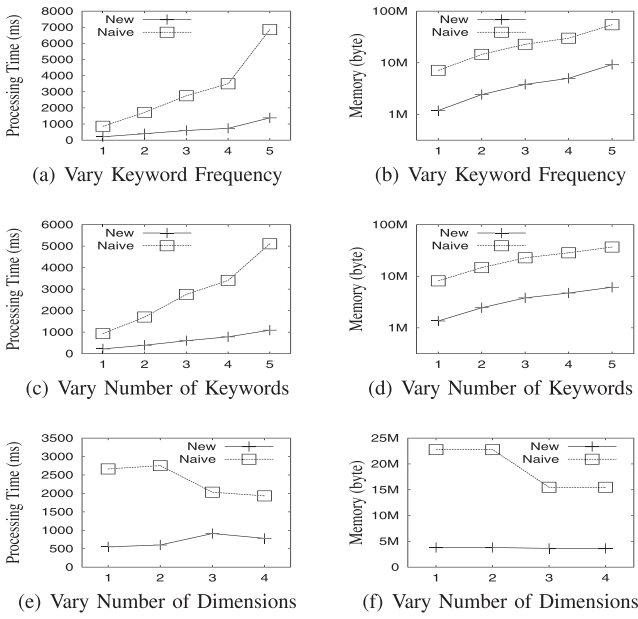 8000
7000
6000
5000
4000
3000
2000
1000
0
Processing Time (ms)
New
Naive
1 2 3 4 5
(a) Vary Keyword Frequency
100M
10M
1M
Memory (byte)
New
Naive
1 2 3 4 5
(b) Vary Keyword Frequency
6000
5000
4000
3000
2000
1000
0
Processing Time (ms)
New
Naive
1 2 3 4 5
(c) Vary Number of Keywords
100M
10M
1M
Memory (byte)
New
Naive
1 2 3 4 5
(d) Vary Number of Keywords
3500
3000
2500
2000
1500
1000
500
0
Processing Time (ms)
New
Naive
1 2 3 4
(e) Vary Number of Dimensions
25M
20M
15M
10M
5M
0
Memory (byte)
New
Naive
1 2 3 4
(f) Vary Number of Dimensions